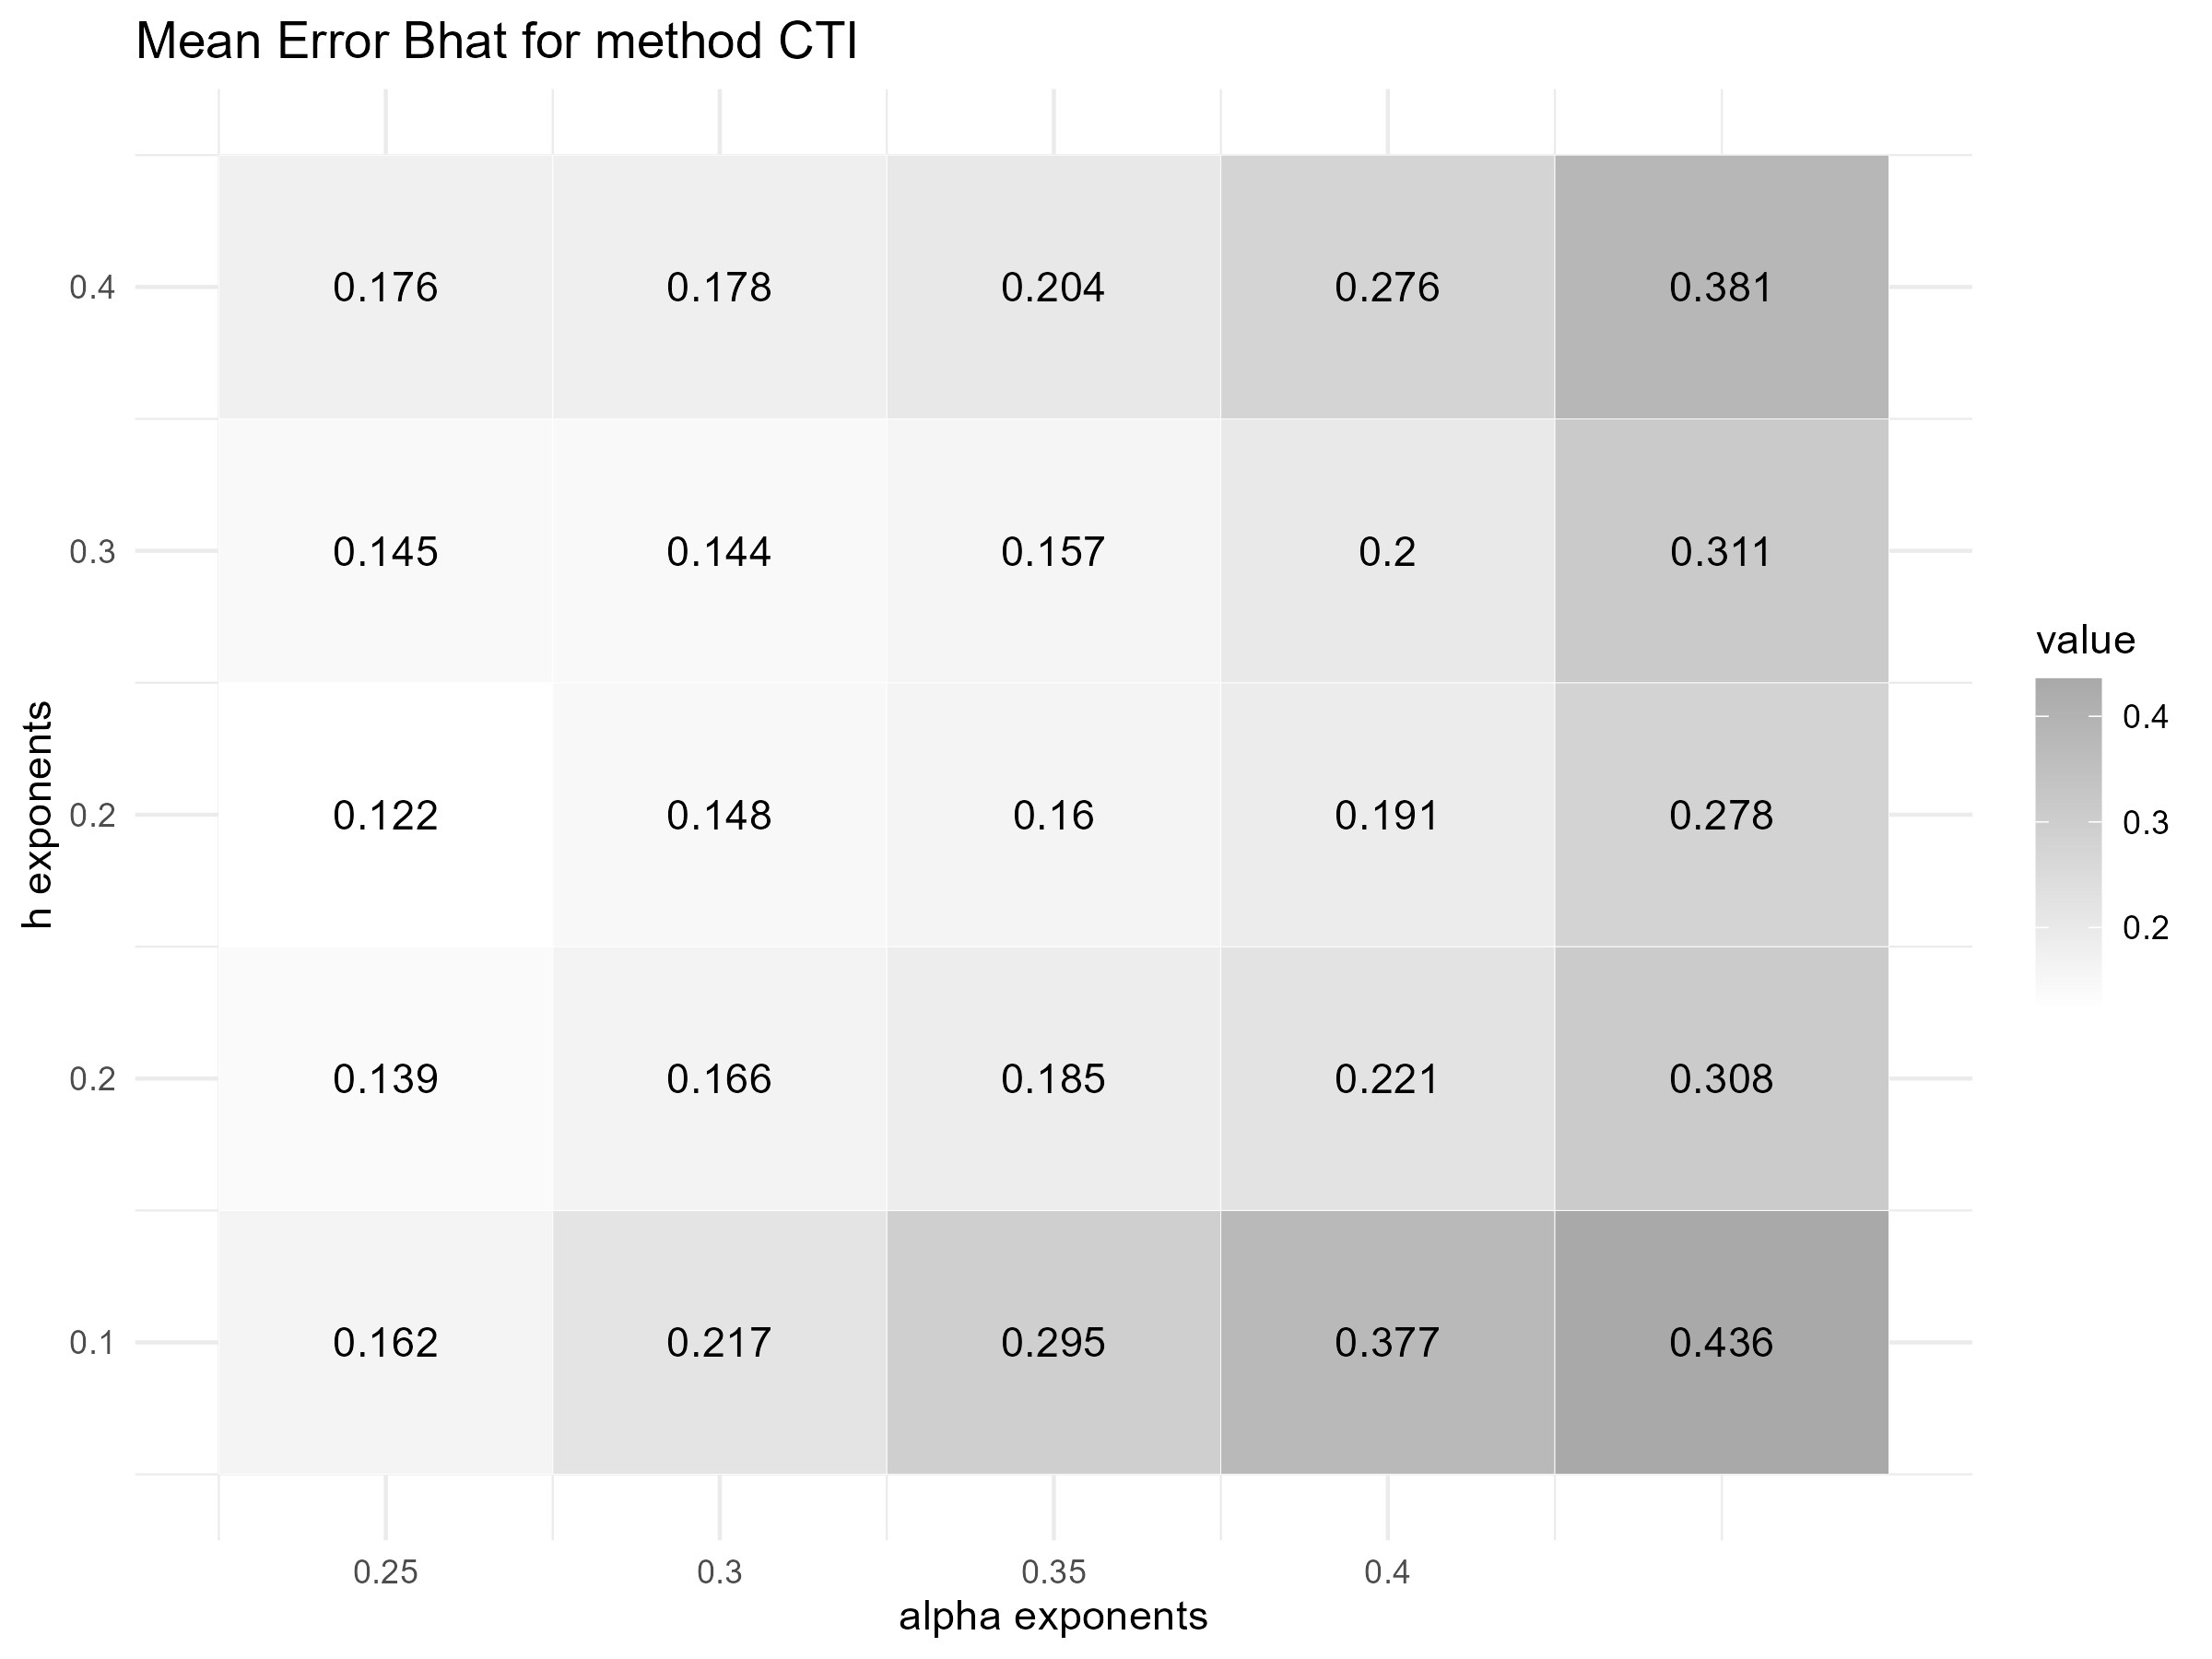 Mean Error Bhat for method CTI
0.4 0.176 0.178 0.204 0.276 0.381
0.3 0.145 0.144 0.157 0.2 0.311
0.2 0.122 0.148 0.16 0.191 0.278
0.2 0.139 0.166 0.185 0.221 0.308
0.1 0.162 0.217 0.295 0.377 0.436
0.25 0.3 0.35 0.4
alpha exponents
h exponents
value
0.4
0.3
0.2